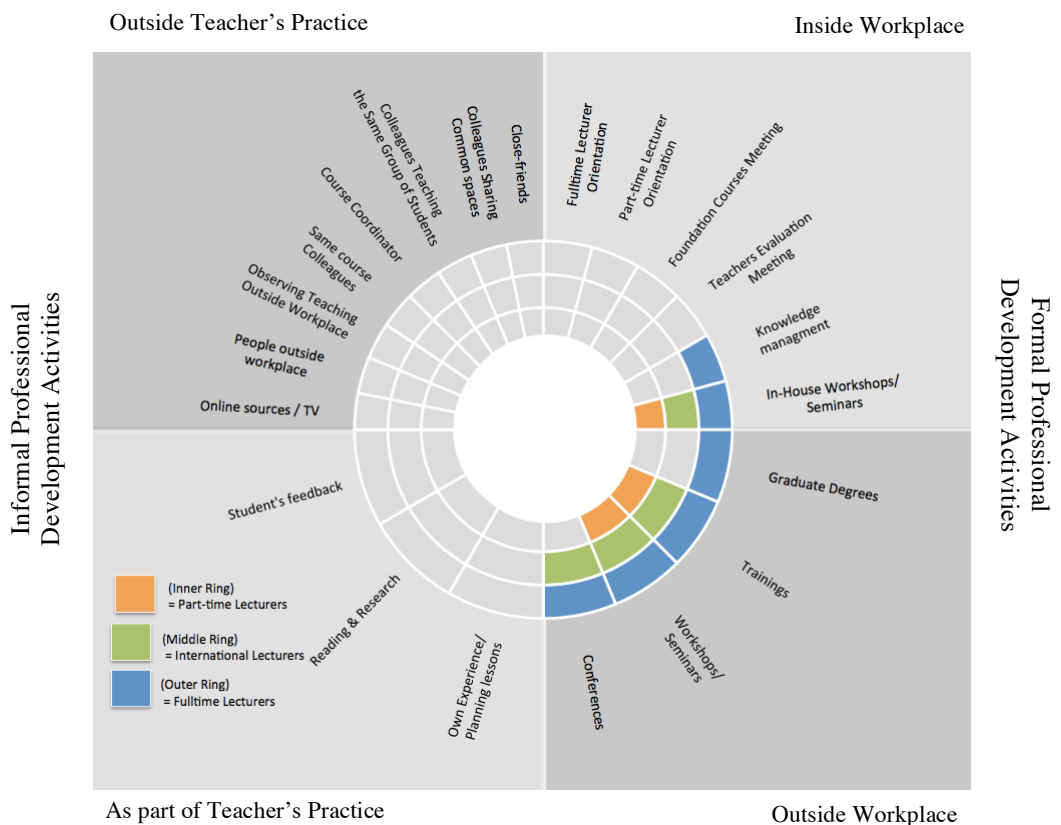 Outside Teacher’s Practice
Inside Workplace
Informal Professional
Development Activities
Formal Professional
Development Activities
Colleagues Teaching
the Same Group of Students
Colleagues Sharing
Common spaces
Close-friends
Course Coordinator
Same course
Colleagues
Observing Teaching
Outside Workplace
People outside
workplace
Online sources / TV
Fulltime Lecturer
Orientation
Part-time Lecturer
Orientation
Foundation Courses Meeting
Teachers Evaluation
Meeting
Knowledge
managment
In-House Workshops/
Seminars
Graduate Degrees
Trainings
Workshops/
Seminars
Conferences
Own Experience/
Planning lessons
Reading & Research
Student's feedback
(Inner Ring)
= Part-time Lecturers
(Middle Ring)
= International Lecturers
(Outer Ring)
= Fulltime Lecturers
As part of Teacher’s Practice
Outside Workplace